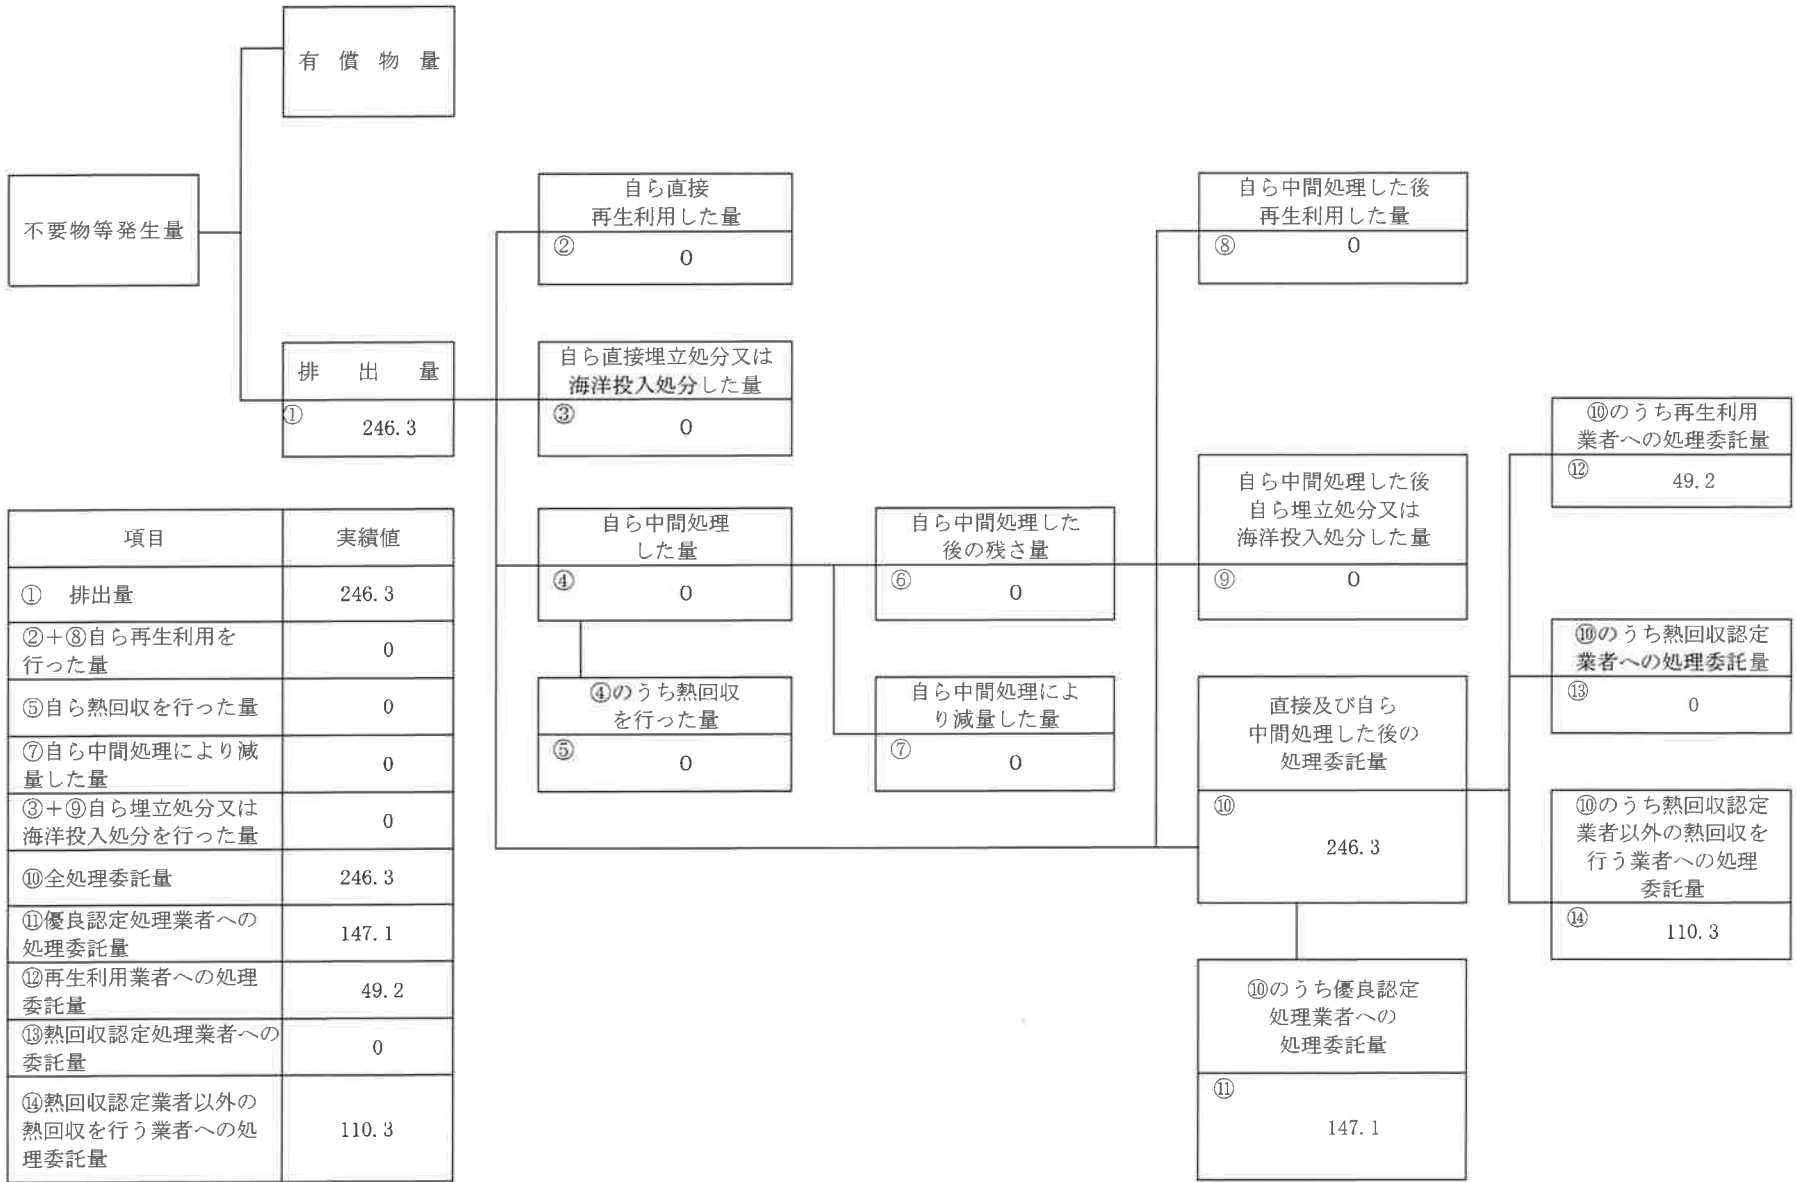 有 償 物 量
不要物等発生量
排 出 量
①
246.3
自ら直接
再生利用した量
②
0
自ら直接埋立処分又は
海洋投入処分した量
③
0
自ら中間処理
した量
④
0
④のうち熱回収
を行った量
⑤
0
自ら中間処理した
後の残さ量
⑥
0
自ら中間処理によ
り減量した量
⑦
0
自ら中間処理した後
再生利用した量
⑧
0
自ら中間処理した後
自ら埋立処分又は
海洋投入処分した量
⑨
0
直接及び自ら
中間処理した後の
処理委託量
⑩
246.3
⑩のうち優良認定
処理業者への
処理委託量
⑪
147.1
⑩のうち再生利用
業者への処理委託量
⑫
49.2
⑩のうち熱回収認定
業者への処理委託量
⑬
0
⑩のうち熱回収認定
業者以外の熱回収を
行う業者への処理
委託量
⑭
110.3
項目 実績値
① 排出量 246.3
②+⑧自ら再生利用を
行った量
0
⑤自ら熱回収を行った量 0
⑦自ら中間処理により減
量した量
0
③+⑨自ら埋立処分又は
海洋投入処分を行った量
0
⑩全処理委託量 246.3
⑪優良認定処理業者への
処理委託量
147.1
⑫再生利用業者への処理
委託量
49.2
⑬熱回収認定処理業者への
委託量
0
⑭熱回収認定業者以外の
熱回収を行う業者への処
理委託量
110.3